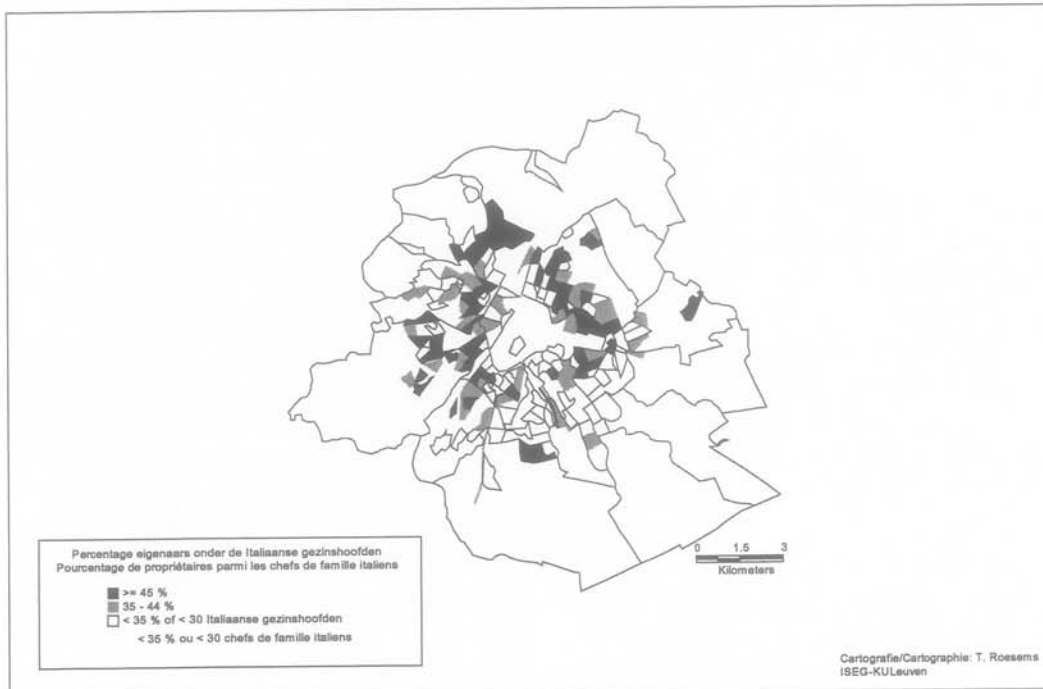 Percentage eigenaars onder de Italiaanse gezinshoofden
Pourcentage de propriétaires parmi les chefs de famille italiens
>= 45 %
35 - 44 %
< 35 % of < 30 Italiaanse gezinshoofden
< 35 % ou < 30 chefs de famille italiens
0 1.5 3
Kilometers
Cartografie/Cartographie: T. Roesems
ISEG-KULeuven